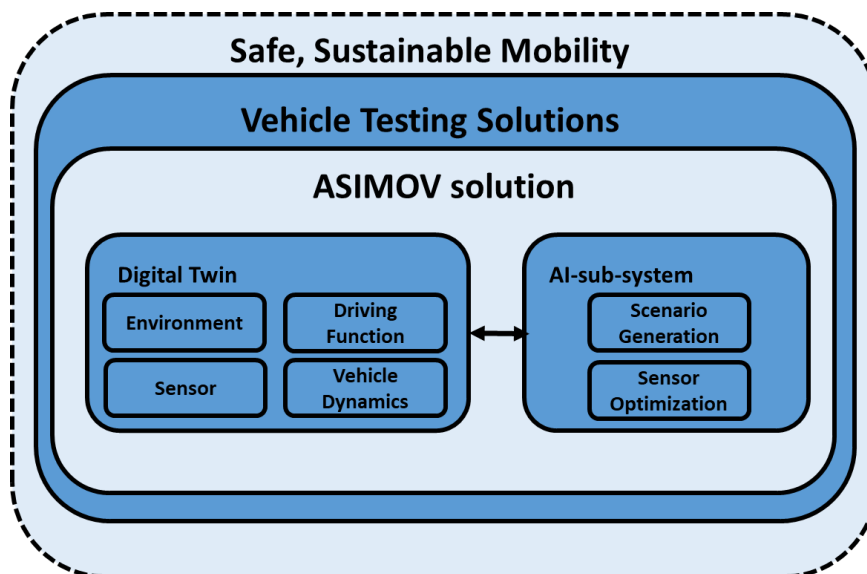 Safe, Sustainable Mobility
Vehicle Testing Solutions
ASIMOV solution
Digital Twin
Environment
Driving
Function
Sensor
Vehicle
Dynamics
AI-sub-system
Scenario
Generation
Sensor
Optimization